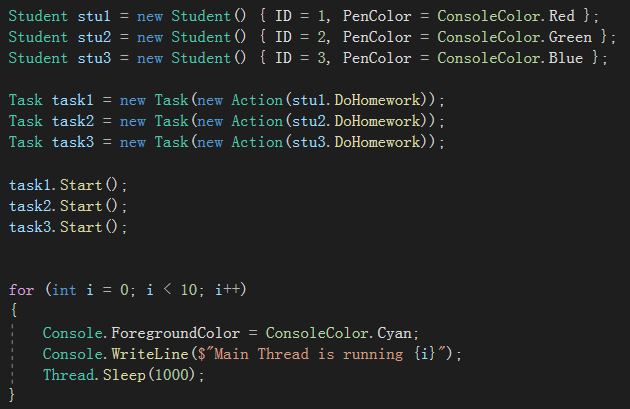 Student stu1 = new Student() { ID = 1, PenColor = ConsoleColor.Red };
Student stu2 = new Student() { ID = 2, PenColor = ConsoleColor.Green };
Student stu3 = new Student() { ID = 3, PenColor = ConsoleColor.Blue };
Task task1 = new Task(new Action(stu1.DoHomework));
Task task2 = new Task(new Action(stu2.DoHomework));
Task task3 = new Task(new Action(stu3.DoHomework));
task1.Start();
task2.Start();
task3.Start();
for (int i = 0; i < 10; i++)
{
    Console.ForegroundColor = ConsoleColor.Cyan;
    Console.WriteLine($"Main Thread is running {i}");
    Thread.Sleep(1000);
}